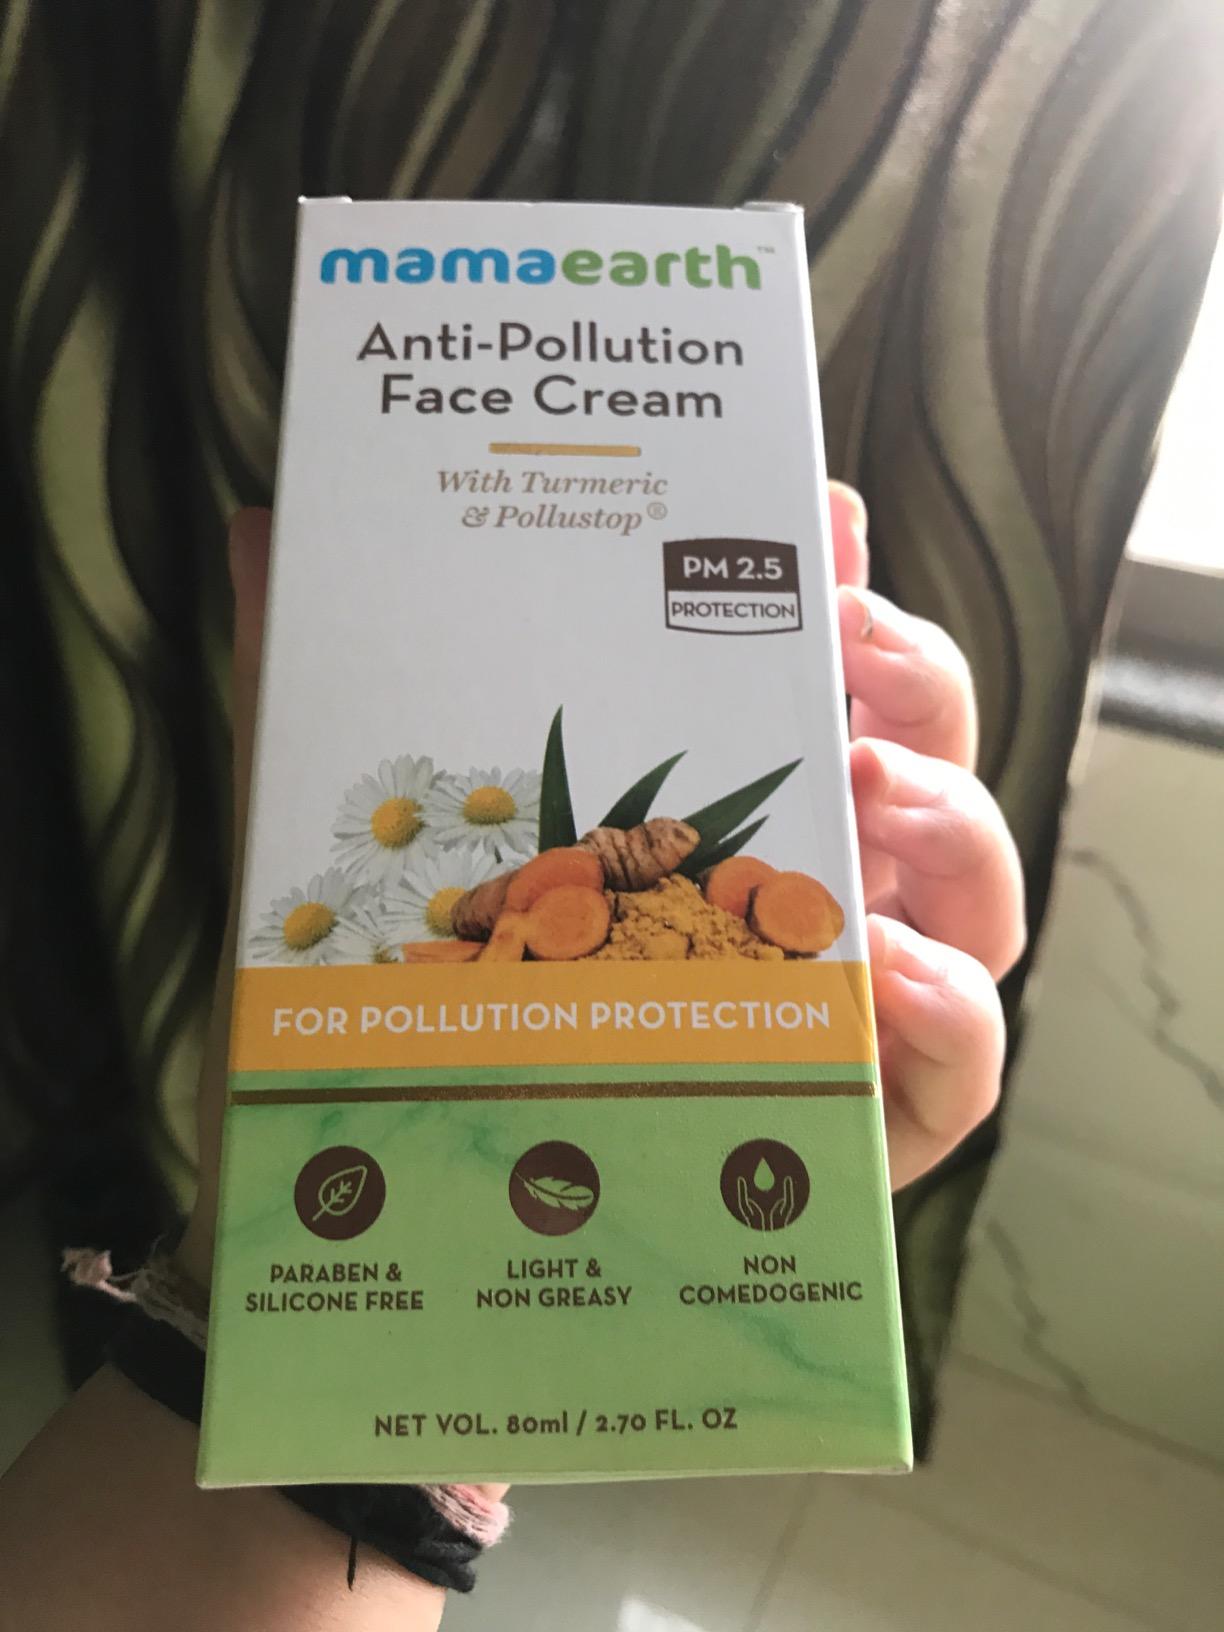 mamaearth™
Anti-Pollution
Face Cream
With Turmeric
& Pollustop®
PM 2.5
PROTECTION
FOR POLLUTION PROTECTION
PARABEN &
SILICONE FREE
LIGHT &
NON GREASY
NON
COMEDOGENIC
NET VOL. 80ml / 2.70 FL. OZ